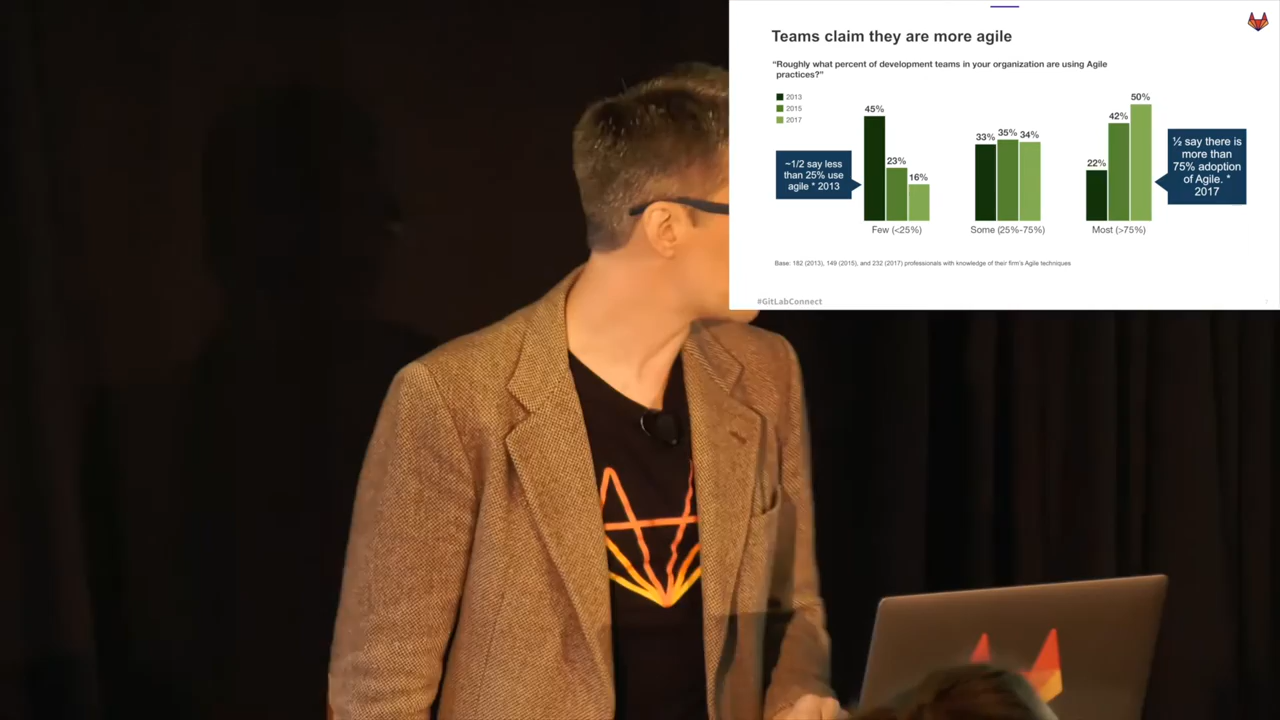 Teams claim they are more agile
“Roughly what percent of development teams in your organization are using Agile
practices?”
2013
2015
2017
~1/2 say less
than 25% use
agile * 2013
45%
23%
16%
Few (<25%)
33%
35%
34%
Some (25%-75%)
22%
42%
50%
Most (>75%)
½ say there is
more than
75% adoption
of Agile. *
2017
Base: 182 (2013), 149 (2015), and 232 (2017) professionals with knowledge of their firm's Agile techniques
#GitLabConnect